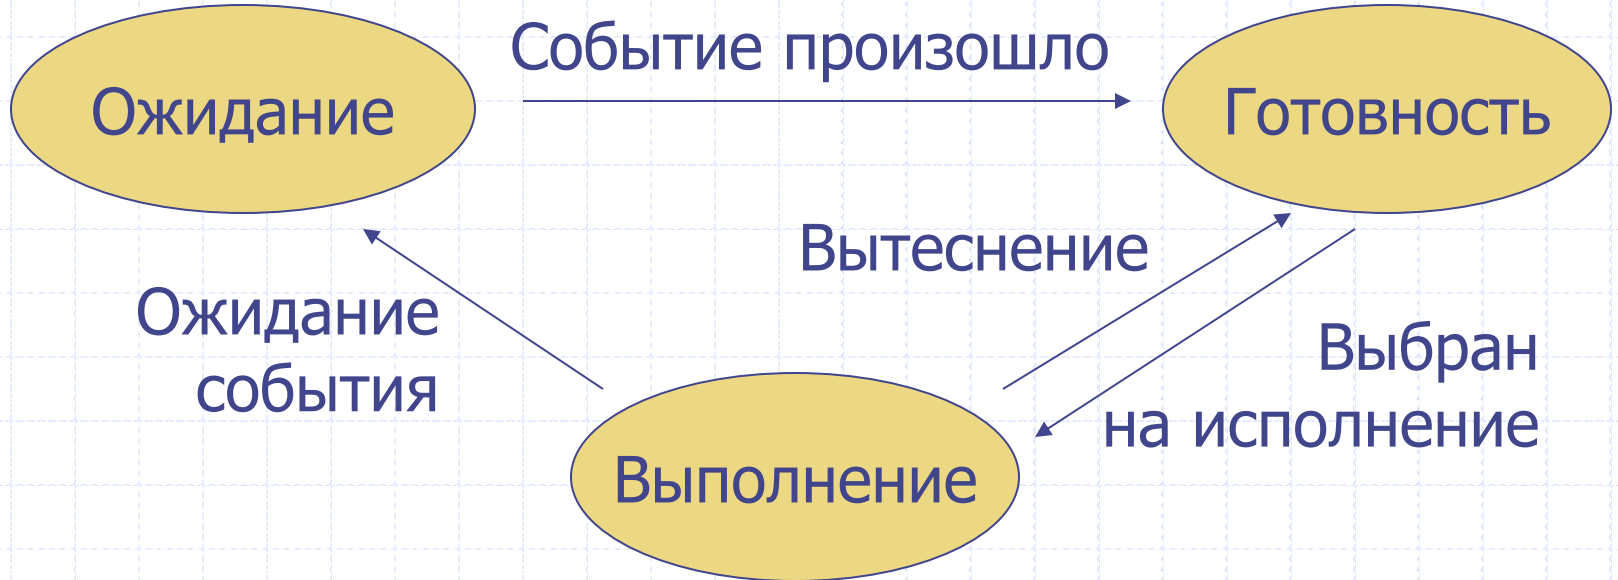 Событие произошло
Ожидание
Готовность
Вытеснение
Ожидание
события
Выбран
на исполнение
Выполнение